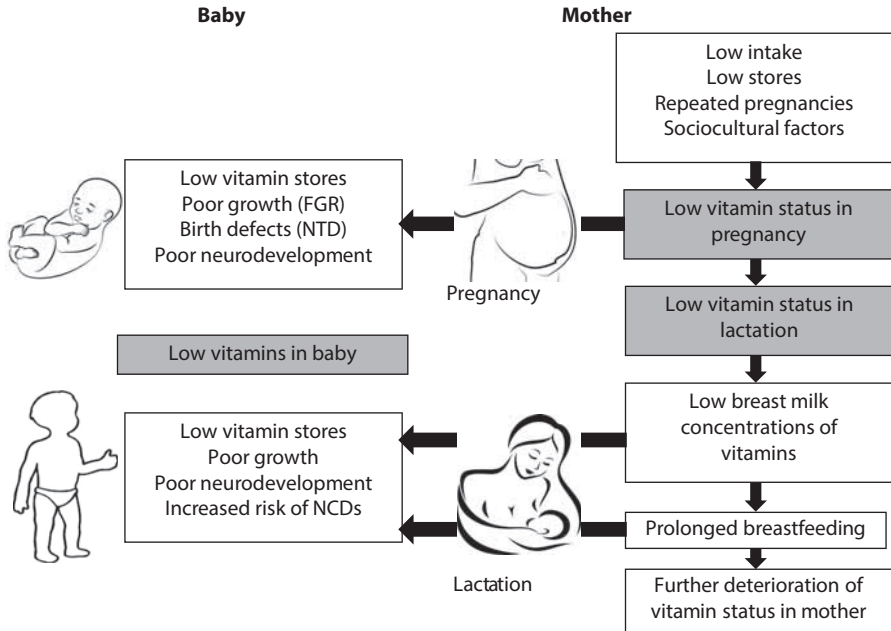 Baby
Mother
Low intake
Low stores
Repeated pregnancies
Sociocultural factors
Low vitamin stores
Poor growth (FGR)
Birth defects (NTD)
Poor neurodevelopment
Pregnancy
Low vitamin status in
pregnancy
Low vitamin status in
lactation
Low vitamins in baby
Low vitamin stores
Poor growth
Poor neurodevelopment
Increased risk of NCDs
Lactation
Low breast milk
concentrations of
vitamins
Prolonged breastfeeding
Further deterioration of
vitamin status in mother